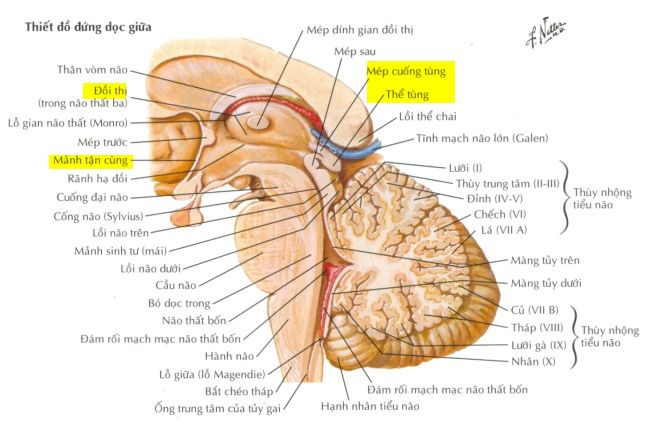 Thiết đồ đứng dọc giữa
Mép dính gian đồi thị
Mép sau
Mép cuống tùng
Thể tùng
Lồi thể chai
Tĩnh mạch não lớn (Galen)
Thân vòm não
Đồi thị
(trong não thất ba)
Lỗ gian não thất (Monro)
Mép trước
Mảnh tận cùng
Rãnh hạ đồi
Cuống đại não
Cống não (Sylvius)
Lồi não trên
Mảnh sinh tư (mái)
Lồi não dưới
Cầu não
Bó dọc trong
Não thất bốn
Đám rối mạch mạc não thất bốn
Hành não
Lỗ giữa (lỗ Magendie)
Bắt chéo tháp
Ống trung tâm của tủy gai
Lưỡi (I)
Thùy trung tâm (II-III)
Đỉnh (IV-V)
Chếch (VI)
Lá (VII A)
Thùy nhộng
tiểu não
Màng tủy trên
Màng tủy dưới
Củ (VII B)
Tháp (VIII)
Lưỡi gà (IX)
Nhân (X)
Thùy nhộng
tiểu não
Đám rối mạch mạc não thất bốn
Hạnh nhân tiểu não